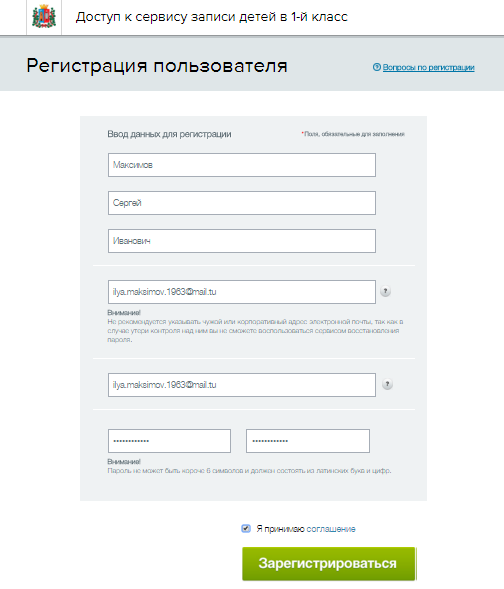 Доступ к сервису записи детей в 1-й класс
Регистрация пользователя
? Вопросы по регистрации
Ввод данных для регистрации
*Поля, обязательные для заполнения
Максимов
Сергей
Иванович
ilya.maksimov.1963@mail.tu
?
Внимание!
Не рекомендуется указывать чужой или корпоративный адрес электронной почты, так как в
случае утери контроля над ним вы не сможете воспользоваться сервисом восстановления
пароля.
ilya.maksimov.1963@mail.tu
?
•••••••••••• ••••••••••••
Внимание!
Пароль не может быть короче 6 символов и должен состоять из латинских букв и цифр.
Я принимаю соглашение
Зарегистрироваться